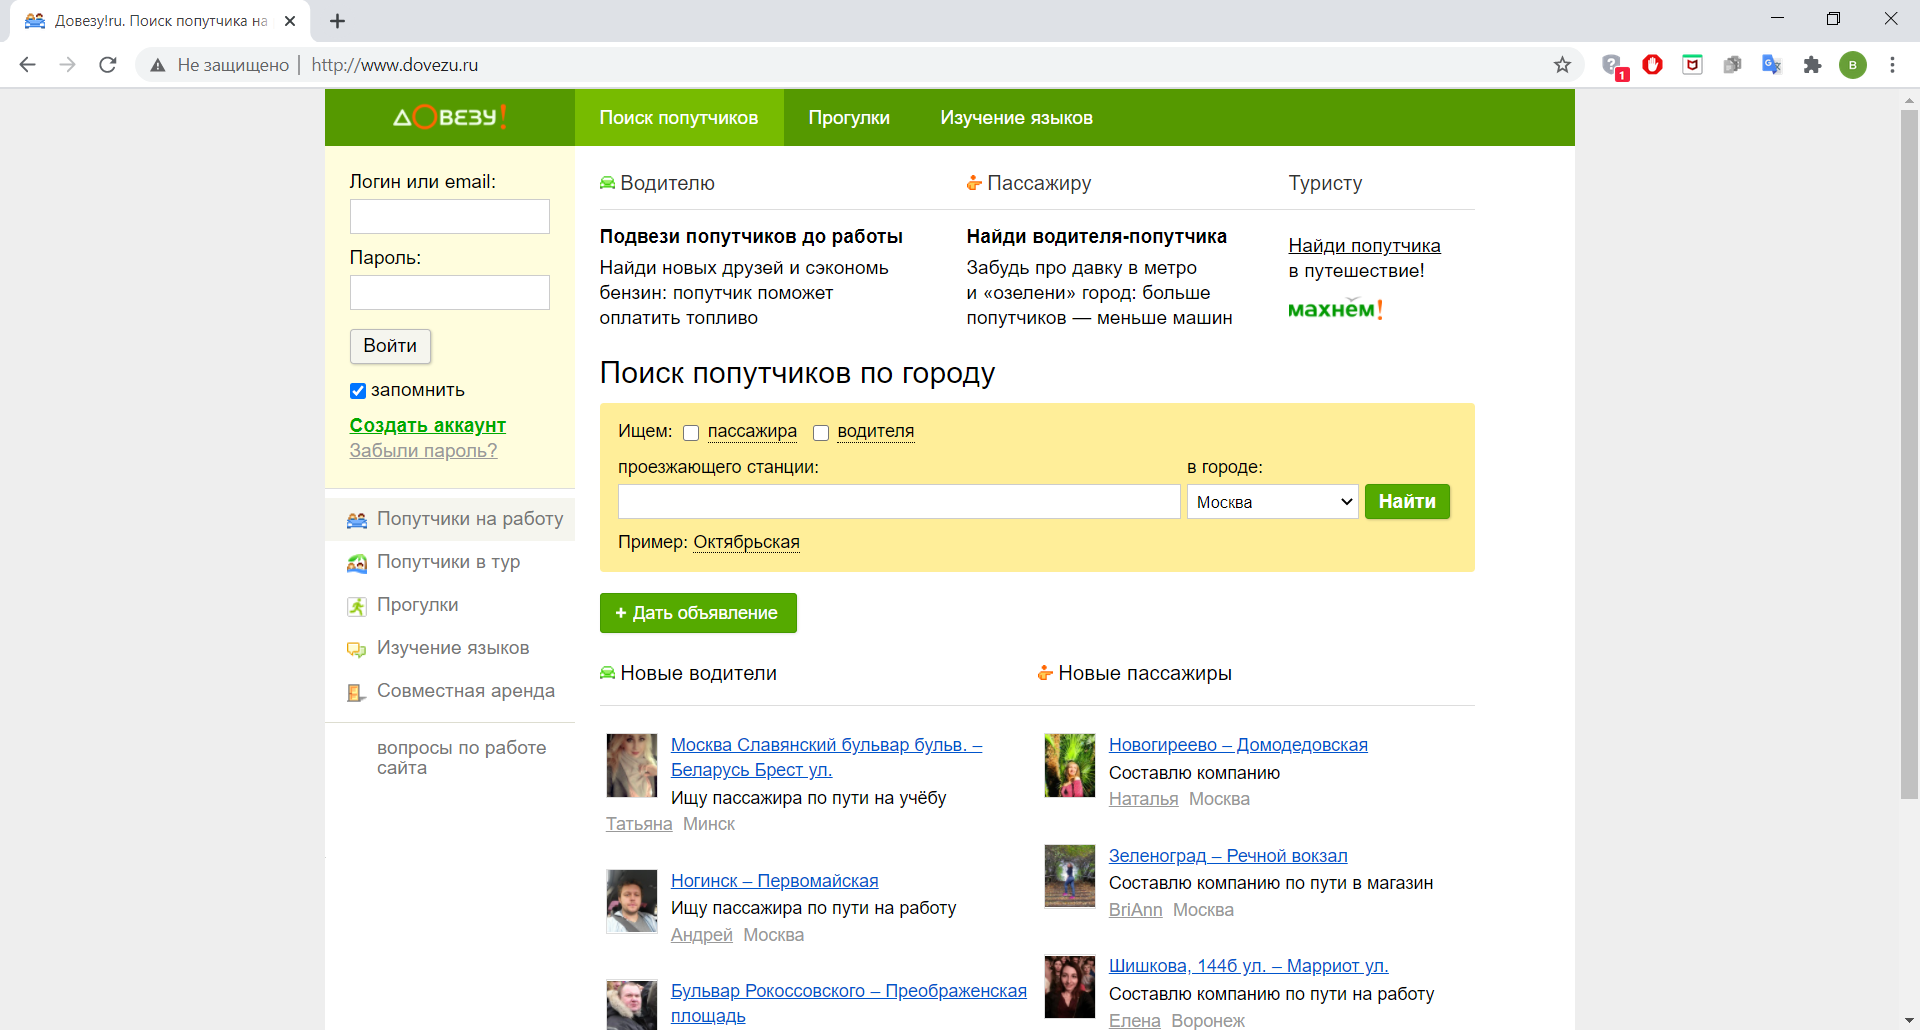 Довезу!ru. Поиск попутчика на
Не защищено | http://www.dovezu.ru
1
B
ДОВЕЗУ!
Поиск попутчиков
Прогулки
Изучение языков
Логин или email:
Пароль:
Войти
запомнить
Создать аккаунт
Забыли пароль?
Попутчики на работу
Попутчики в тур
Прогулки
Изучение языков
Совместная аренда
вопросы по работе
сайта
Водителю
Подвези попутчиков до работы
Найди новых друзей и сэкономь
бензин: попутчик поможет
оплатить топливо
Пассажиру
Найди водителя-попутчика
Забудь про давку в метро
и «озелени» город: больше
попутчиков — меньше машин
Туристу
Найди попутчика
в путешествие!
махнём!
Поиск попутчиков по городу
Ищем: пассажира водителя
проезжающего станции:
в городе:
Москва
Найти
Пример: Октябрьская
+ Дать объявление
Новые водители
Москва Славянский бульвар бульв. –
Беларусь Брест ул.
Ищу пассажира по пути на учёбу
Татьяна Минск
Ногинск – Первомайская
Ищу пассажира по пути на работу
Андрей Москва
Бульвар Рокоссовского – Преображенская
площадь
Новые пассажиры
Новогиреево – Домодедовская
Составлю компанию
Наталья Москва
Зеленоград – Речной вокзал
Составлю компанию по пути в магазин
BriAnn Москва
Шишкова, 144б ул. – Марриот ул.
Составлю компанию по пути на работу
Елена Воронеж